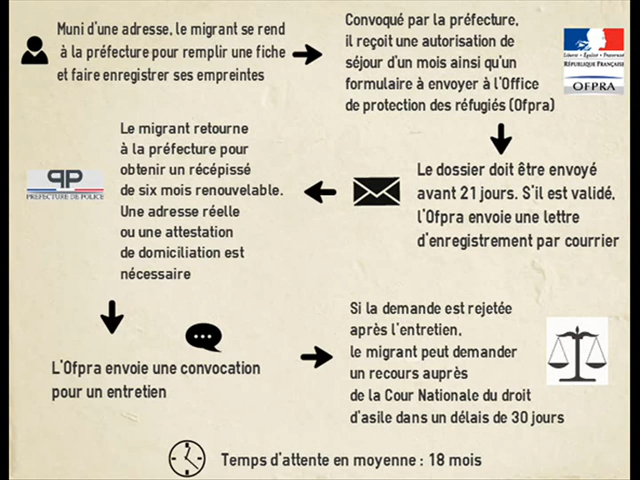 Muni d'une adresse, le migrant se rend
à la préfecture pour remplir une fiche
et faire enregistrer ses empreintes
Convoqué par la préfecture,
il reçoit une autorisation de
séjour d'un mois ainsi qu'un
formulaire à envoyer à l'Office
de protection des réfugiés (Ofpra)
Liberté • Égalité • Fraternité
RÉPUBLIQUE FRANÇAISE
OFPRA
Le dossier doit être envoyé
avant 21 jours. S'il est validé,
l'Ofpra envoie une lettre
d'enregistrement par courrier
Le migrant retourne
à la préfecture pour
obtenir un récépissé
de six mois renouvelable.
Une adresse réelle
ou une attestation
de domiciliation est
nécessaire
PP
PREFECTURE DE POLICE
L'Ofpra envoie une convocation
pour un entretien
Si la demande est rejetée
après l'entretien,
le migrant peut demander
un recours auprès
de la Cour Nationale du droit
d'asile dans un délais de 30 jours
Temps d'attente en moyenne : 18 mois